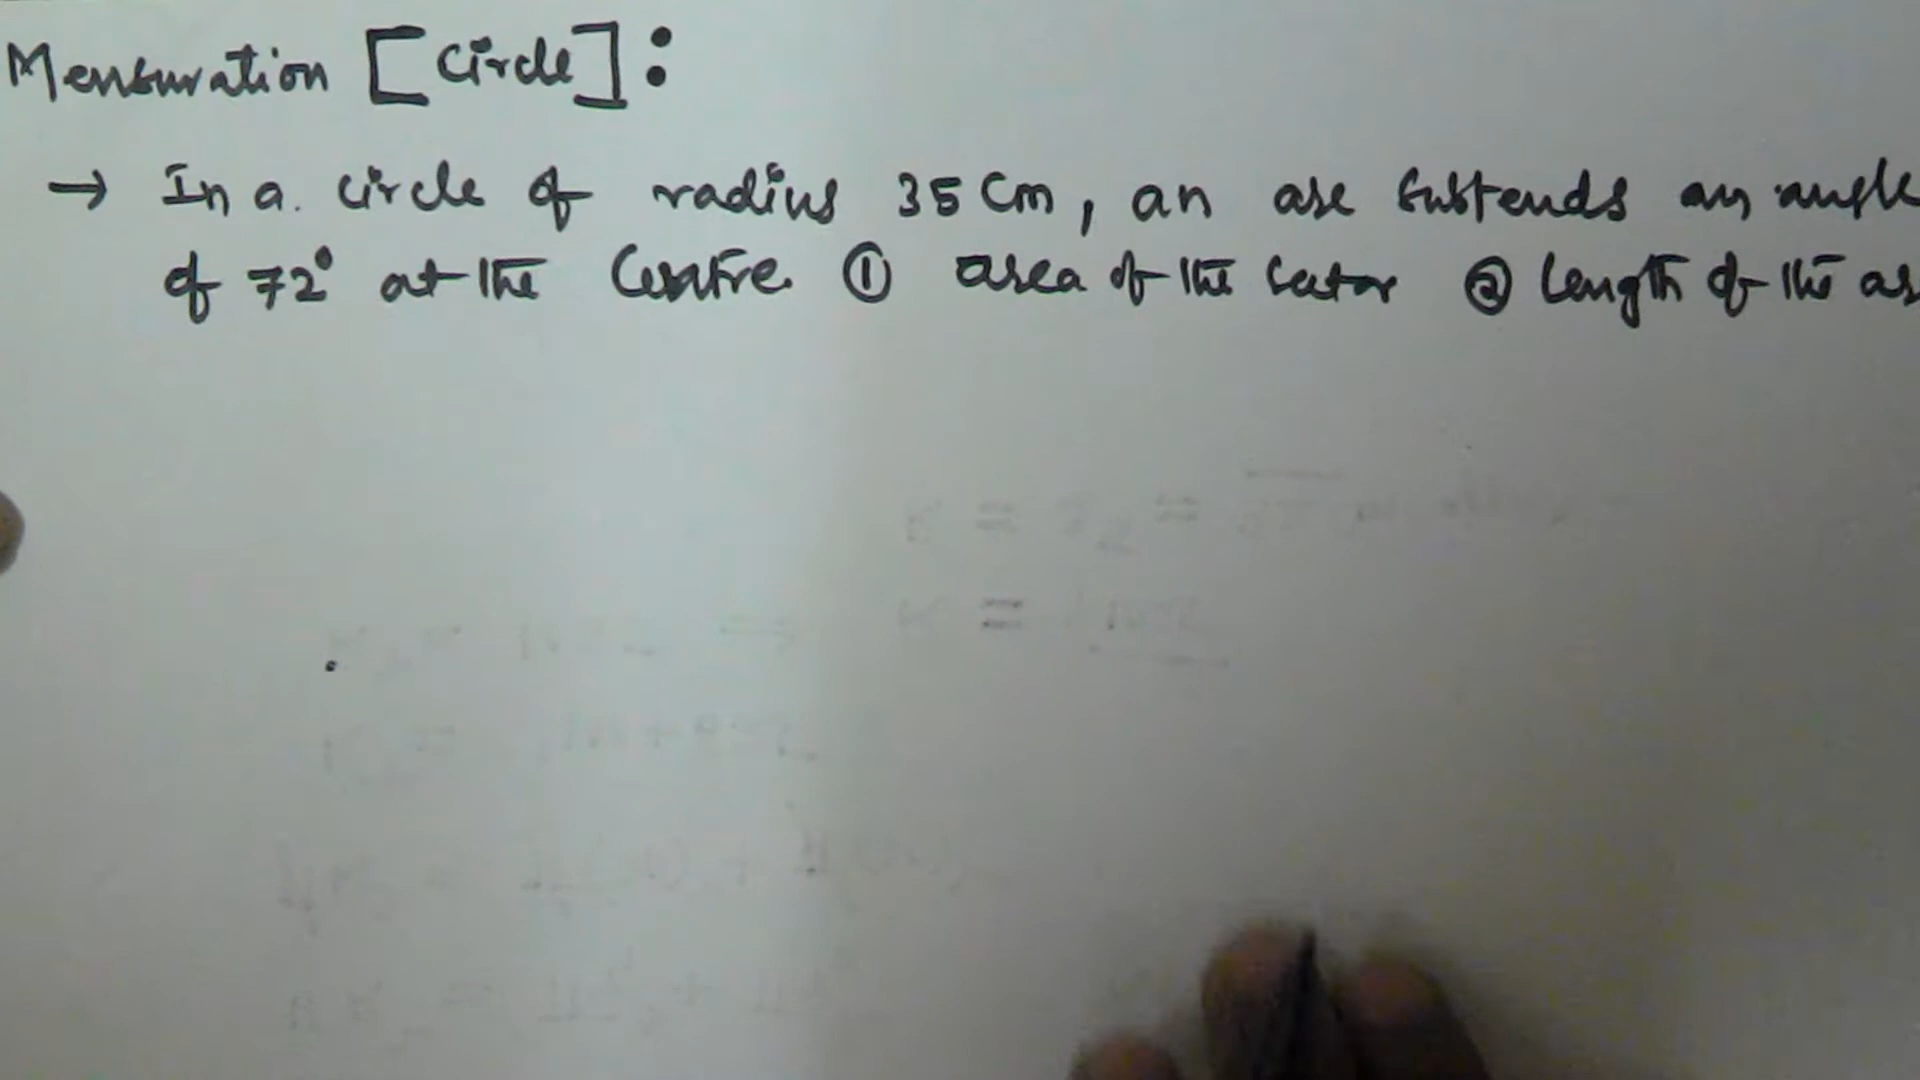 Mensuration [Circle]:
→ In a circle of radius 35 Cm, an arc subtends an angle
of 72° at the Centre ① area of the sector ② length of the ar